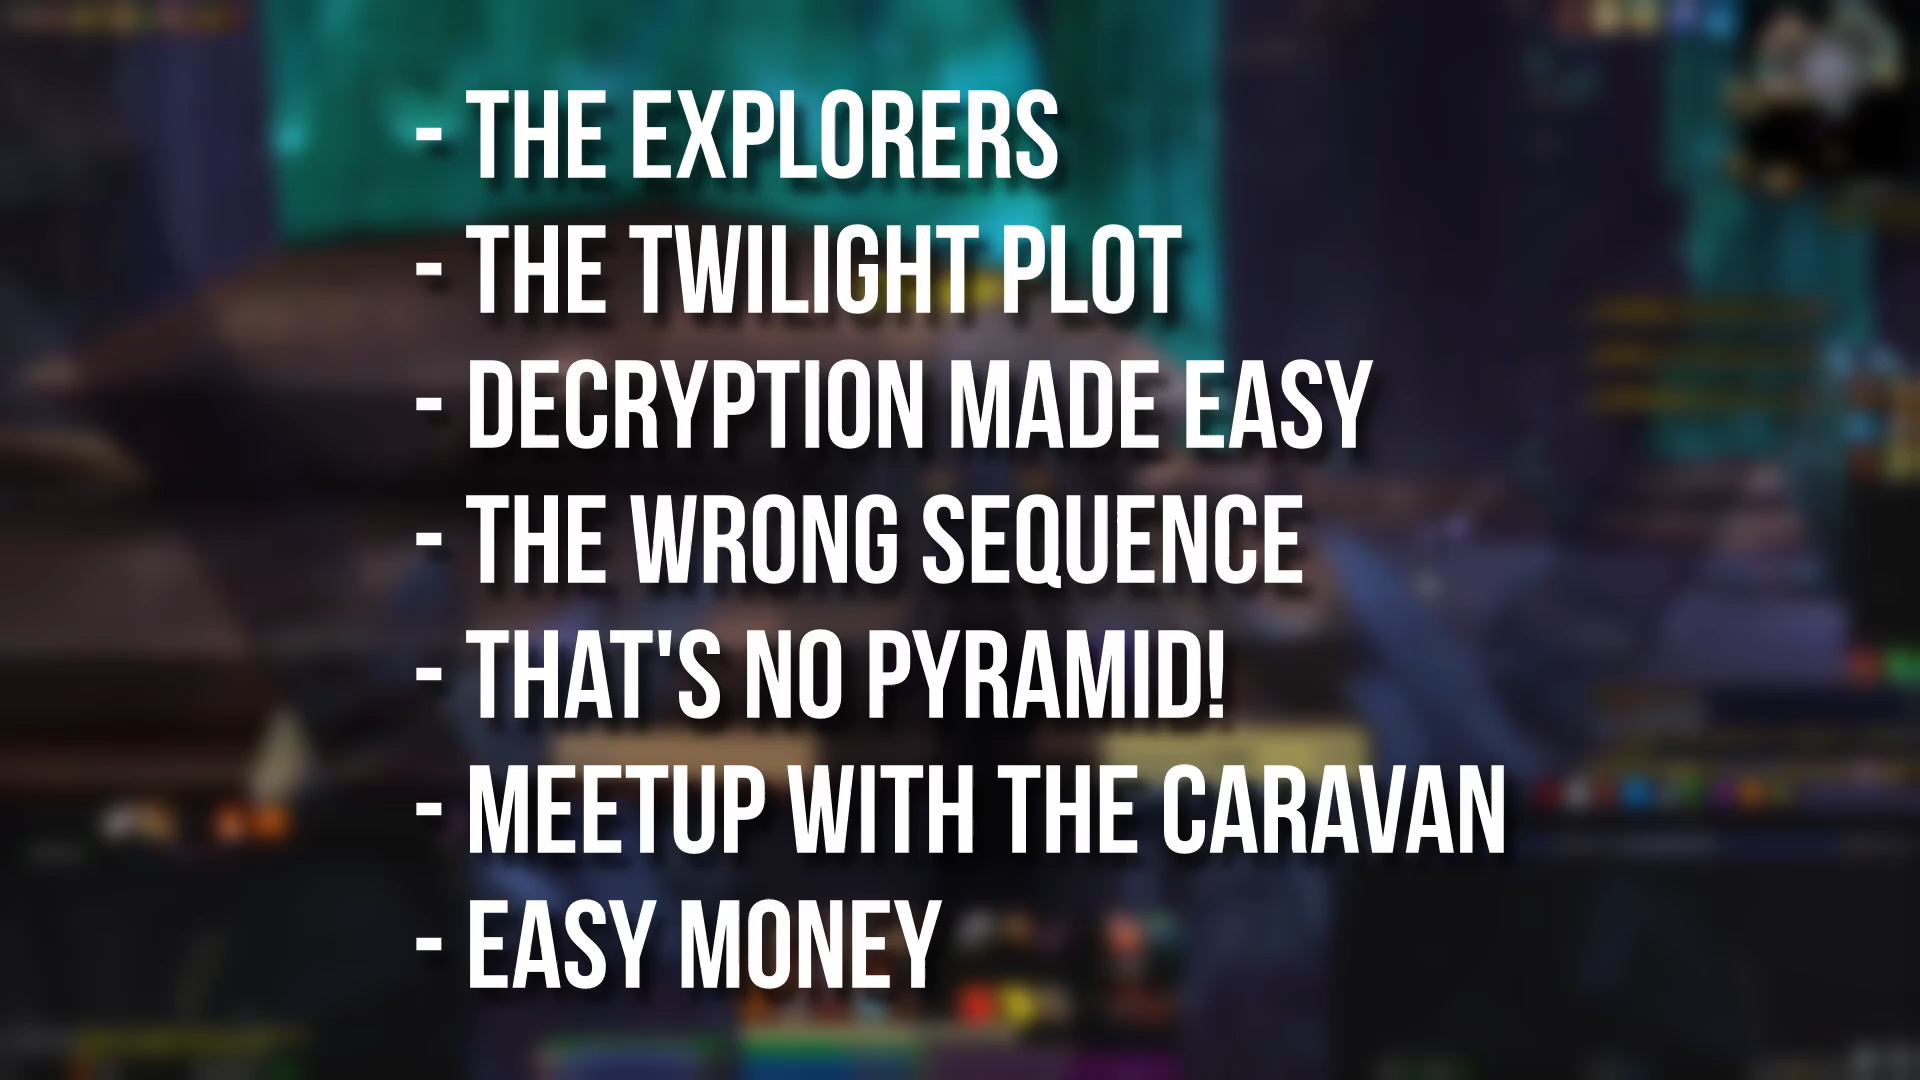 - THE EXPLORERS
- THE TWILIGHT PLOT
- DECRYPTION MADE EASY
- THE WRONG SEQUENCE
- THAT'S NO PYRAMID!
- MEETUP WITH THE CARAVAN
- EASY MONEY